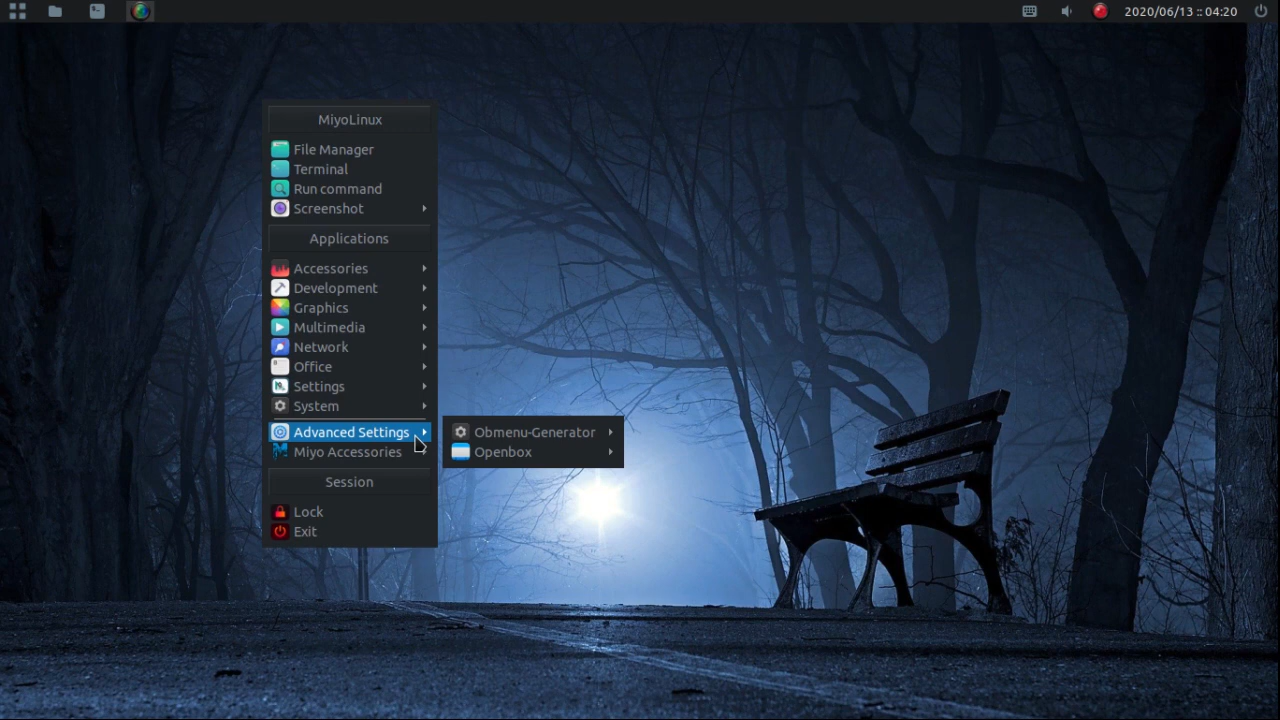 2020/06/13 :: 04:20
MiyoLinux
File Manager
Terminal
Run command
Screenshot
Applications
Accessories
Development
Graphics
Multimedia
Network
Office
Settings
System
Advanced Settings
Miyo Accessories
Obmenu-Generator
Openbox
Session
Lock
Exit